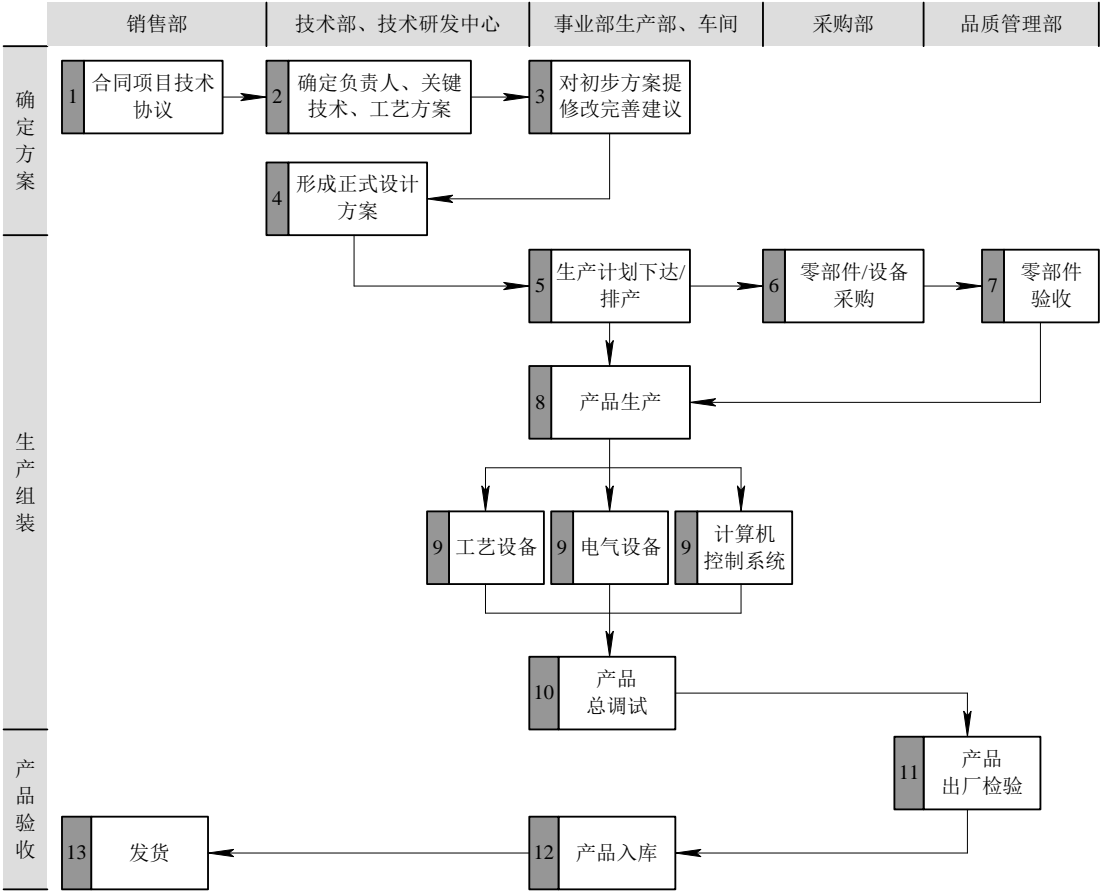 销售部
技术部、技术研发中心
事业部生产部、车间
采购部
品质管理部
确定方案
1
合同项目技术
协议
2
确定负责人、关键
技术、工艺方案
3
对初步方案提
修改完善建议
4
形成正式设计
方案
生产组装
5
生产计划下达/
排产
6
零部件/设备
采购
7
零部件
验收
8
产品生产
9
工艺设备
9
电气设备
9
计算机
控制系统
10
产品
总调试
产品验收
11
产品
出厂检验
13
发货
12
产品入库